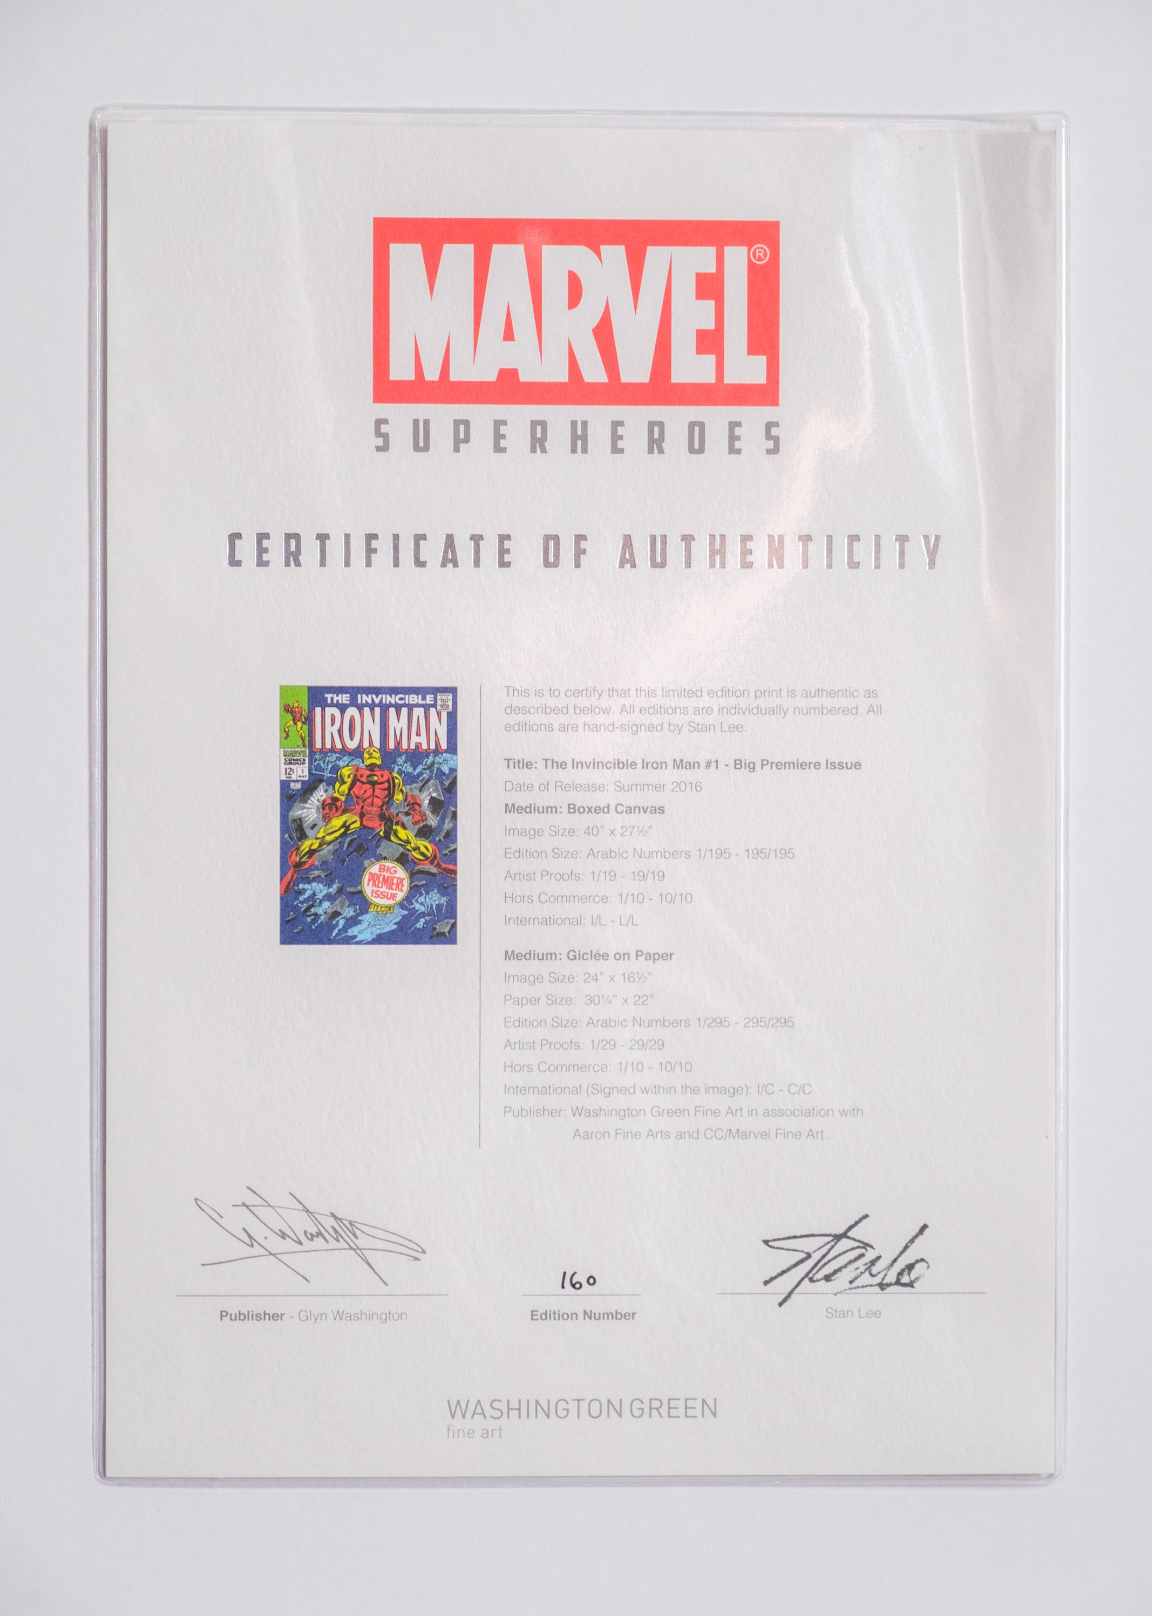 MARVEL®
SUPERHEROES
CERTIFICATE OF AUTHENTICITY
THE INVINCIBLE
IRON MAN
COMICS
GROUP
12¢ 1
MAY
BIG
PREMIERE
ISSUE
This is to certify that this limited edition print is authentic as
described below. All editions are individually numbered. All
editions are hand-signed by Stan Lee.
Title: The Invincible Iron Man #1 - Big Premiere Issue
Date of Release: Summer 2016
Medium: Boxed Canvas
Image Size: 40" x 27½"
Edition Size: Arabic Numbers 1/195 - 195/195
Artist Proofs: 1/19 - 19/19
Hors Commerce: 1/10 - 10/10
International: I/L - L/L
Medium: Giclée on Paper
Image Size: 24" x 16½"
Paper Size: 30¼" x 22"
Edition Size: Arabic Numbers 1/295 - 295/295
Artist Proofs: 1/29 - 29/29
Hors Commerce: 1/10 - 10/10
International (Signed within the image): I/C - C/C
Publisher: Washington Green Fine Art in association with
Aaron Fine Arts and CC/Marvel Fine Art.
160
Stan Lee
Publisher - Glyn Washington
Edition Number
Stan Lee
WASHINGTON GREEN
fine art